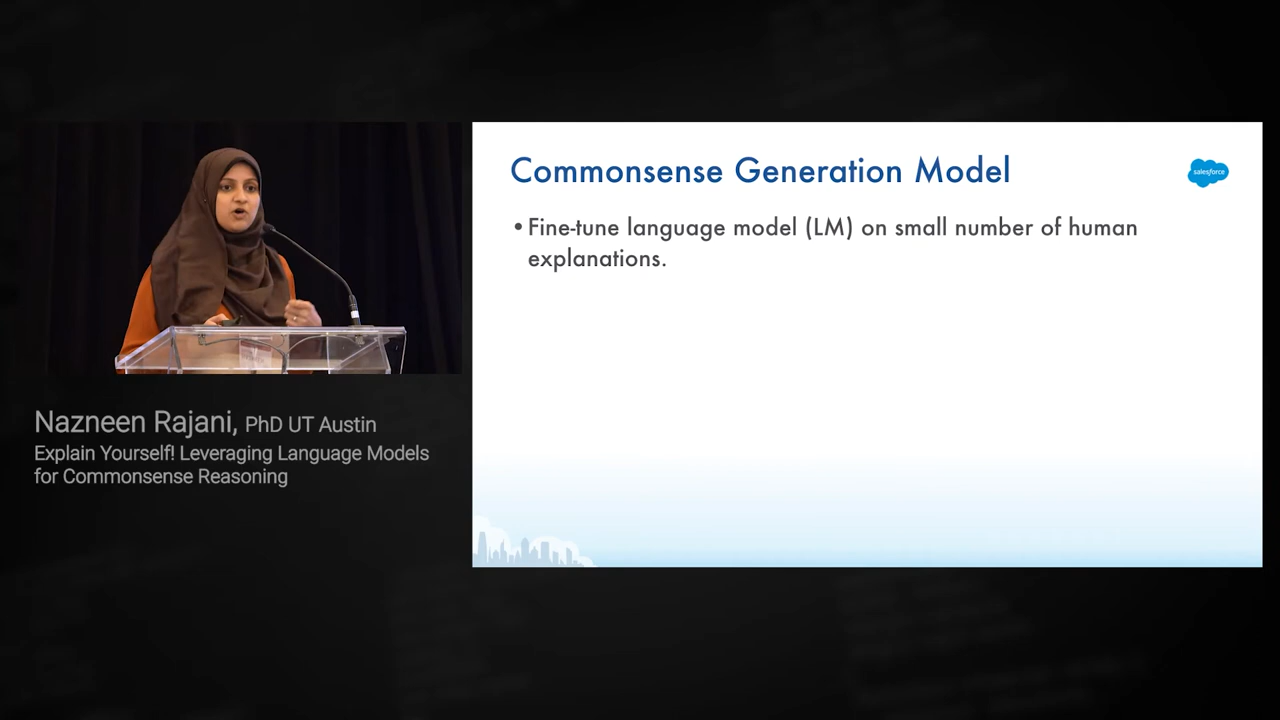 Commonsense Generation Model
salesforce
• Fine-tune language model (LM) on small number of human
explanations.
Nazneen Rajani, PhD UT Austin
Explain Yourself! Leveraging Language Models
for Commonsense Reasoning